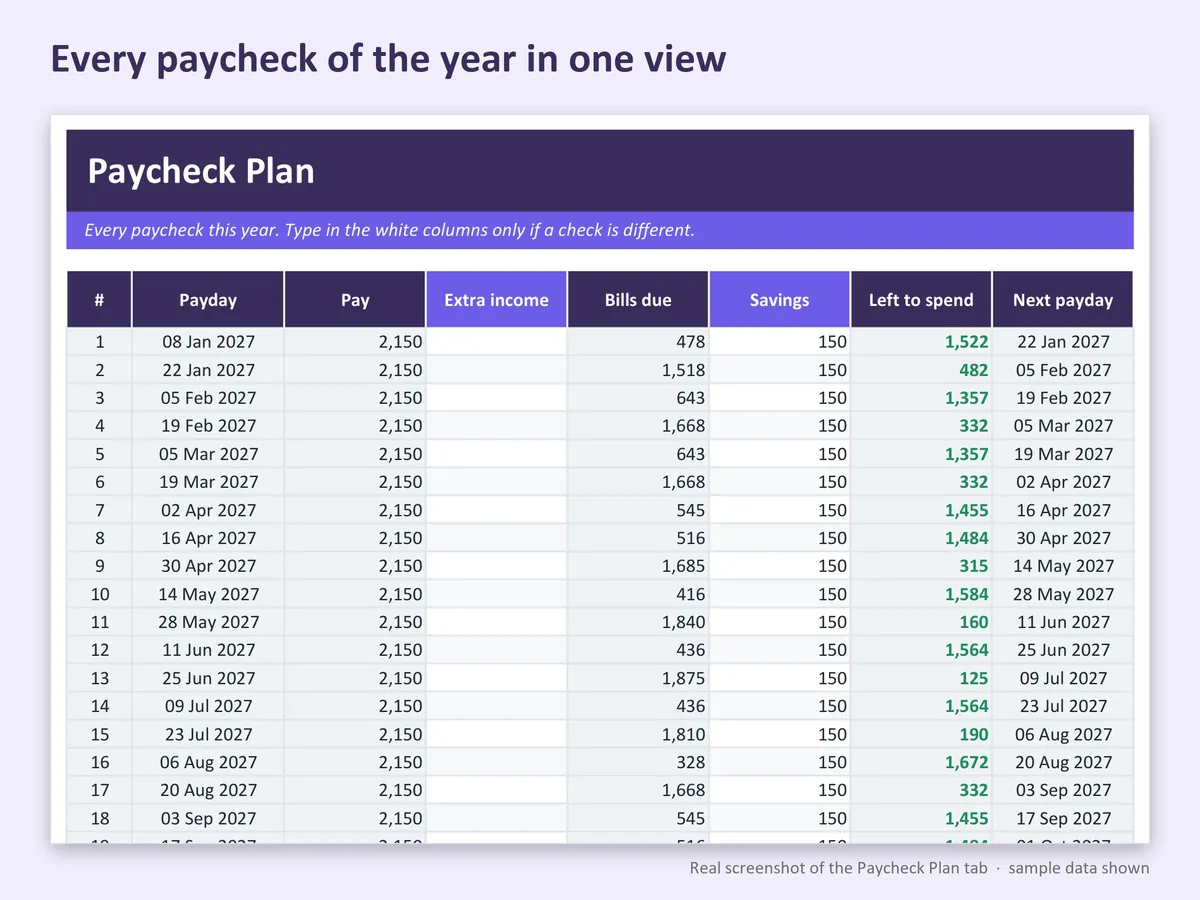 Every paycheck of the year in one view
Paycheck Plan
Every paycheck this year. Type in the white columns only if a check is different.
# Payday Pay Extra income Bills due Savings Left to spend Next payday
1 08 Jan 2027 2,150 478 150 1,522 22 Jan 2027
2 22 Jan 2027 2,150 1,518 150 482 05 Feb 2027
3 05 Feb 2027 2,150 643 150 1,357 19 Feb 2027
4 19 Feb 2027 2,150 1,668 150 332 05 Mar 2027
5 05 Mar 2027 2,150 643 150 1,357 19 Mar 2027
6 19 Mar 2027 2,150 1,668 150 332 02 Apr 2027
7 02 Apr 2027 2,150 545 150 1,455 16 Apr 2027
8 16 Apr 2027 2,150 516 150 1,484 30 Apr 2027
9 30 Apr 2027 2,150 1,685 150 315 14 May 2027
10 14 May 2027 2,150 416 150 1,584 28 May 2027
11 28 May 2027 2,150 1,840 150 160 11 Jun 2027
12 11 Jun 2027 2,150 436 150 1,564 25 Jun 2027
13 25 Jun 2027 2,150 1,875 150 125 09 Jul 2027
14 09 Jul 2027 2,150 436 150 1,564 23 Jul 2027
15 23 Jul 2027 2,150 1,810 150 190 06 Aug 2027
16 06 Aug 2027 2,150 328 150 1,672 20 Aug 2027
17 20 Aug 2027 2,150 1,668 150 332 03 Sep 2027
18 03 Sep 2027 2,150 545 150 1,455 17 Sep 2027
Real screenshot of the Paycheck Plan tab · sample data shown